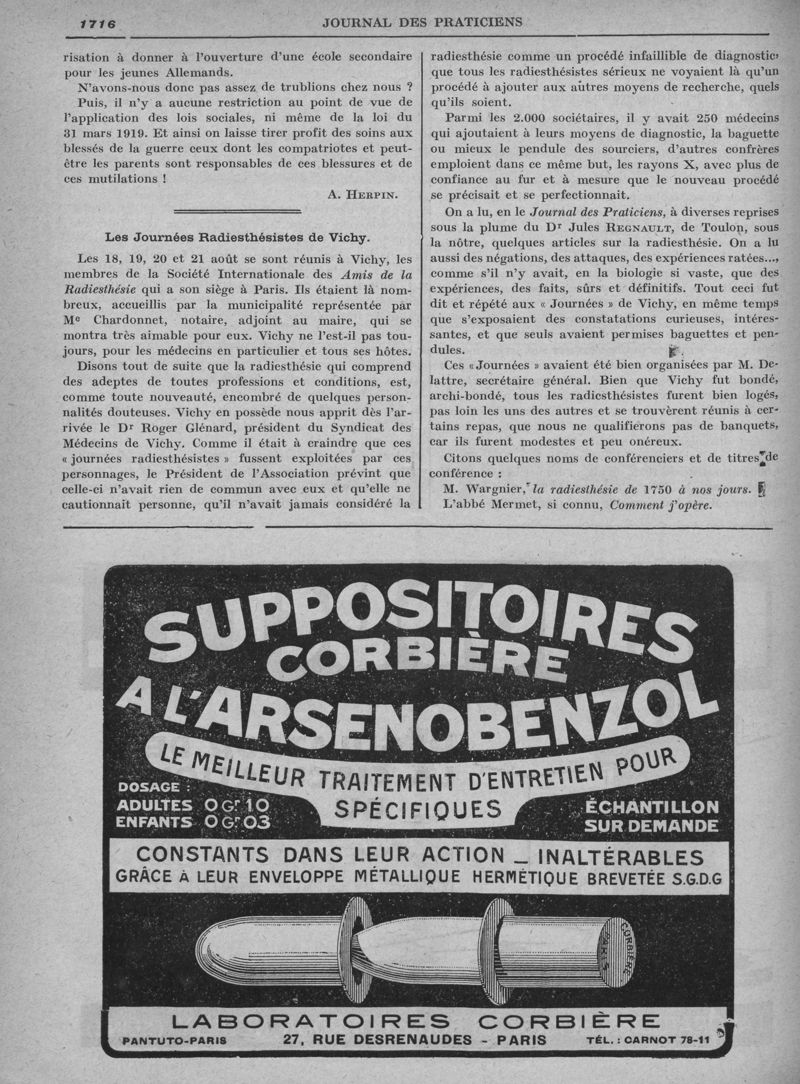 1716
JOURNAL DES PRATICIENS
risation à donner à l'ouverture d'une école secondaire
pour les jeunes Allemands.
N'avons-nous donc pas assez de trublions chez nous ?
Puis, il n'y a aucune restriction au point de vue de
l'application des lois sociales, ni même de la loi du
31 mars 1919. Et ainsi on laisse tirer profit des soins aux
blessés de la guerre ceux dont les compatriotes et peut-
être les parents sont responsables de ces blessures et de
ces mutilations !
A. HERPIN.
Les Journées Radiesthésistes de Vichy.
Les 18, 19, 20 et 21 août se sont réunis à Vichy, les
membres de la Société Internationale des Amis de la
Radiesthésie qui a son siège à Paris. Ils étaient là nom-
breux, accueillis par la municipalité représentée par
Me Chardonnet, notaire, adjoint au maire, qui se
montra très aimable pour eux. Vichy ne l'est-il pas tou-
jours, pour les médecins en particulier et tous ses hôtes.
Disons tout de suite que la radiesthésie qui comprend
des adeptes de toutes professions et conditions, est,
comme toute nouveauté, encombré de quelques person-
nalités douteuses. Vichy en possède nous apprit dès l'ar-
rivée le Dr Roger Glénard, président du Syndicat des
Médecins de Vichy. Comme il était à craindre que ces
« journées radiesthésistes » fussent exploitées par ces
personnages, le Président de l'Association prévint que
celle-ci n'avait rien de commun avec eux et qu'elle ne
cautionnait personne, qu'il n'avait jamais considéré la
radiesthésie comme un procédé infaillible de diagnostic,
que tous les radiesthésistes sérieux ne voyaient là qu'un
procédé à ajouter aux autres moyens de recherche, quels
qu'ils soient.
Parmi les 2.000 sociétaires, il y avait 250 médecins
qui ajoutaient à leurs moyens de diagnostic, la baguette
ou mieux le pendule des sourciers, d'autres confrères
emploient dans ce même but, les rayons X, avec plus de
confiance au fur et à mesure que le nouveau procédé
se précisait et se perfectionnait.
On a lu, en le Journal des Praticiens, à diverses reprises
sous la plume du Dr Jules REGNAULT, de Toulon, sous
la nôtre, quelques articles sur la radiesthésie. On a lu
aussi des négations, des attaques, des expériences ratées...,
comme s'il n'y avait, en la biologie si vaste, que des
expériences, des faits, sûrs et définitifs. Tout ceci fut
dit et répété aux « Journées » de Vichy, en même temps
que s'exposaient des constatations curieuses, intéres-
santes, et que seuls avaient permises baguettes et pen-
dules.
Ces « Journées » avaient été bien organisées par M. De-
lattre, secrétaire général. Bien que Vichy fut bondé,
archi-bondé, tous les radiesthésistes furent bien logés,
pas loin les uns des autres et se trouvèrent réunis à cer-
tains repas, que nous ne qualifierons pas de banquets,
car ils furent modestes et peu onéreux.
Citons quelques noms de conférenciers et de titres de
conférence :
M. Wargnier, la radiesthésie de 1750 à nos jours.
L'abbé Mermet, si connu, Comment j'opère.
SUPPOSITOIRES
CORBIÈRE
A L'ARSENOBENZOL
LE MEILLEUR TRAITEMENT D'ENTRETIEN POUR
SPÉCIFIQUES
DOSAGE :
ADULTES 0 Gr 10
ENFANTS 0 Gr 03
ÉCHANTILLON
SUR DEMANDE
CONSTANTS DANS LEUR ACTION _ INALTÉRABLES
GRÂCE À LEUR ENVELOPPE MÉTALLIQUE HERMÉTIQUE BREVETÉE S.G.D.G
CORBIÈRE
PARIS
LABORATOIRES CORBIÈRE
PANTUTO-PARIS
27, RUE DESRENAUDES - PARIS
TÉL. : CARNOT 78-11